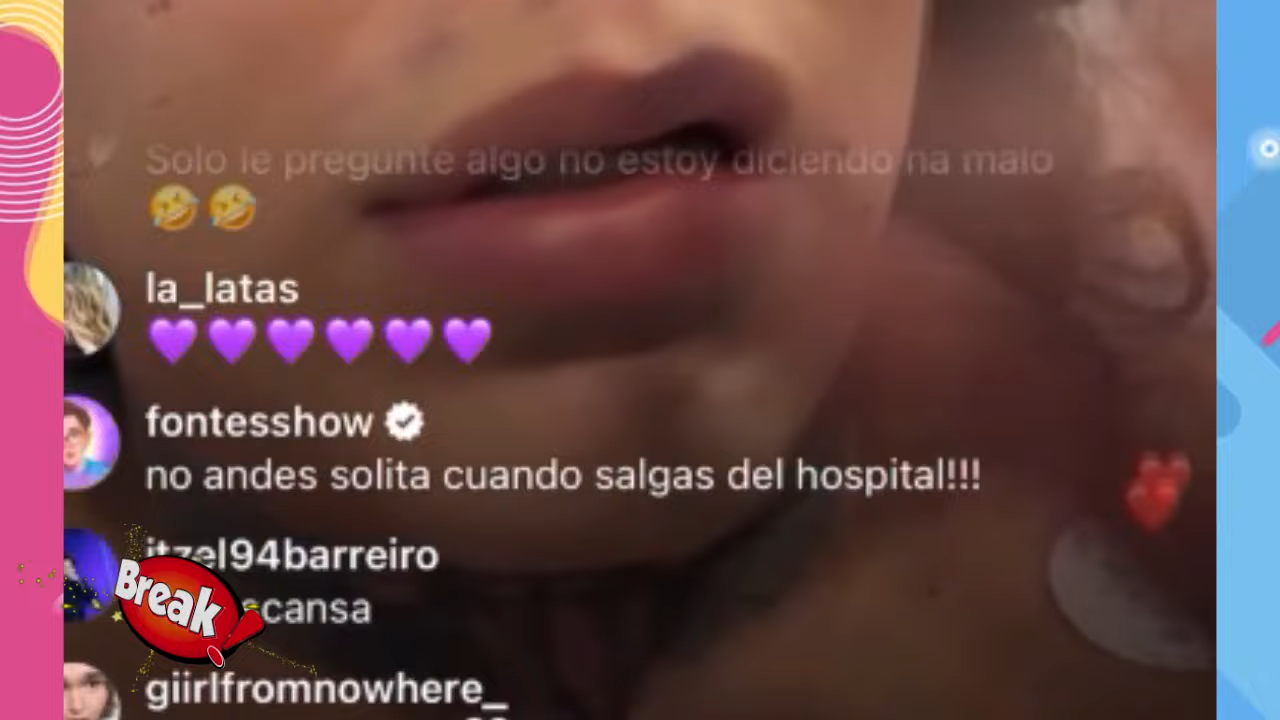 Solo le pregunte algo no estoy diciendo na malo
🤣🤣
la_latas
💜💜💜💜💜💜
fontesshow
no andes solita cuando salgas del hospital!!!
itzel94barreiro
Break!
giirlfromnowhere_